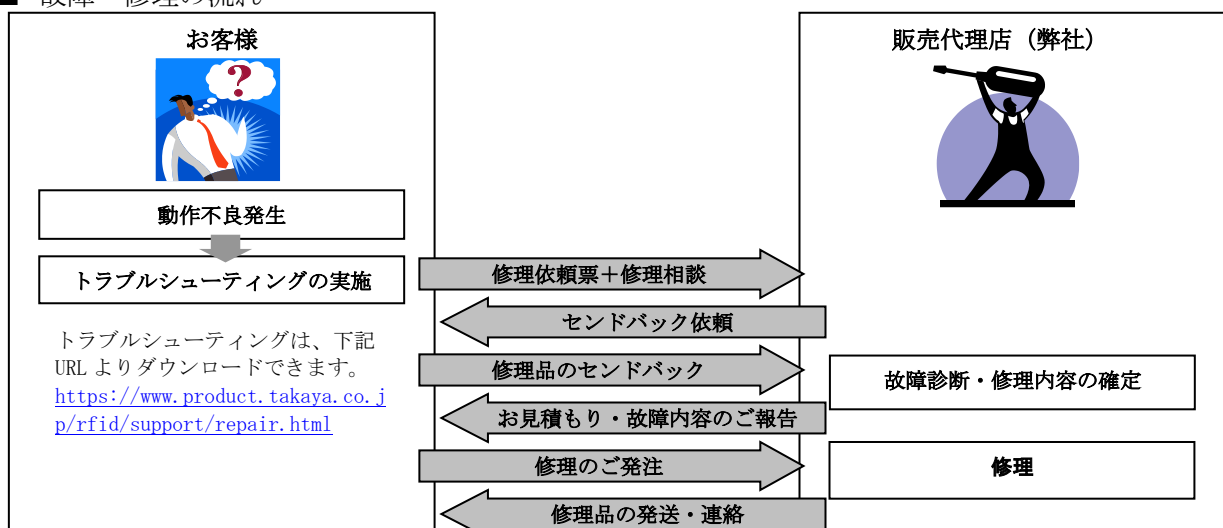 ■ 故障・修理の流れ
お客様
販売代理店（弊社）
動作不良発生
トラブルシューティングの実施
修理依頼票＋修理相談
センドバック依頼
トラブルシューティングは、下記
URL よりダウンロードできます。
https://www.product.takaya.co.j
p/rfid/support/repair.html
修理品のセンドバック
故障診断・修理内容の確定
お見積もり・故障内容のご報告
修理のご発注
修理
修理品の発送・連絡